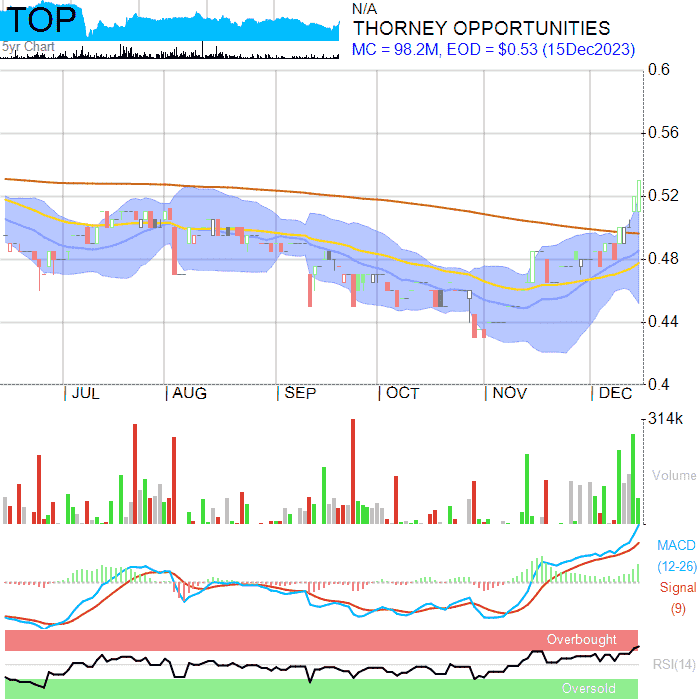 TOP
5yr Chart
N/A
THORNEY OPPORTUNITIES
MC = 98.2M, EOD = $0.53 (15Dec2023)
0.6
0.56
0.52
0.48
0.44
0.4
JUL AUG SEP OCT NOV DEC
314k
Volume
MACD
(12-26)
Signal
(9)
Overbought
RSI(14)
Oversold